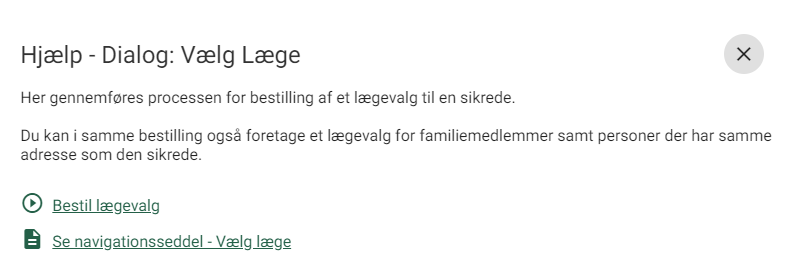 Hjælp - Dialog: Vælg Læge
Her gennemføres processen for bestilling af et lægevalg til en sikrede.
Du kan i samme bestilling også foretage et lægevalg for familiemedlemmer samt personer der har samme
adresse som den sikrede.
Bestil lægevalg
Se navigationsseddel - Vælg læge